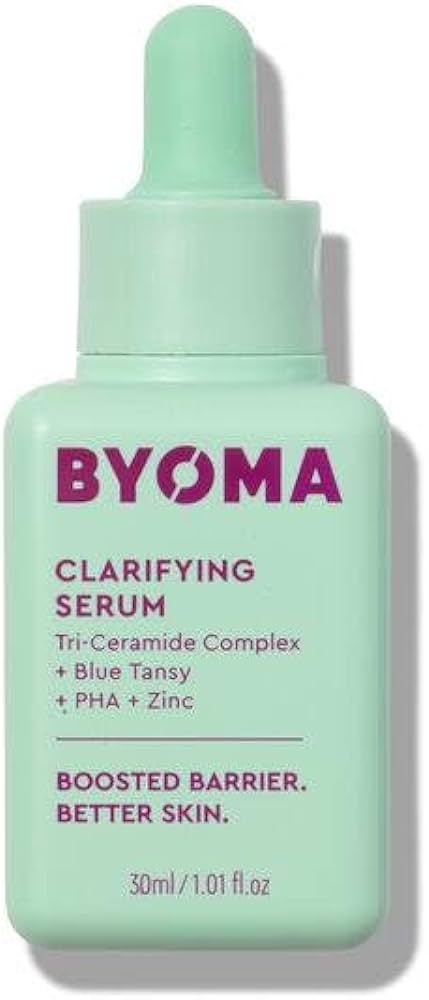 BYOMA
CLARIFYING
SERUM
Tri-Ceramide Complex
+ Blue Tansy
+ PHA + Zinc
BOOSTED BARRIER.
BETTER SKIN.
30ml/1.01 fl.oz